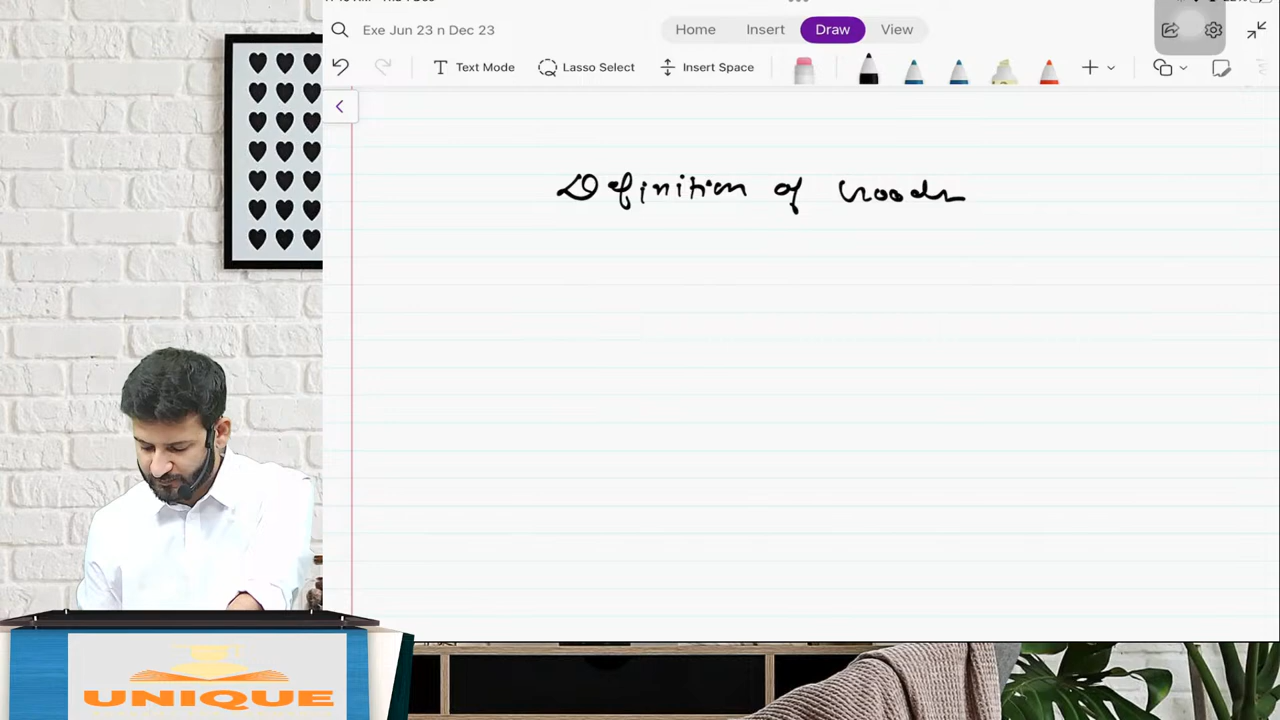 Exe Jun 23 n Dec 23
Home Insert Draw View
Text Mode Lasso Select Insert Space
Definition of Goods
UNIQUE